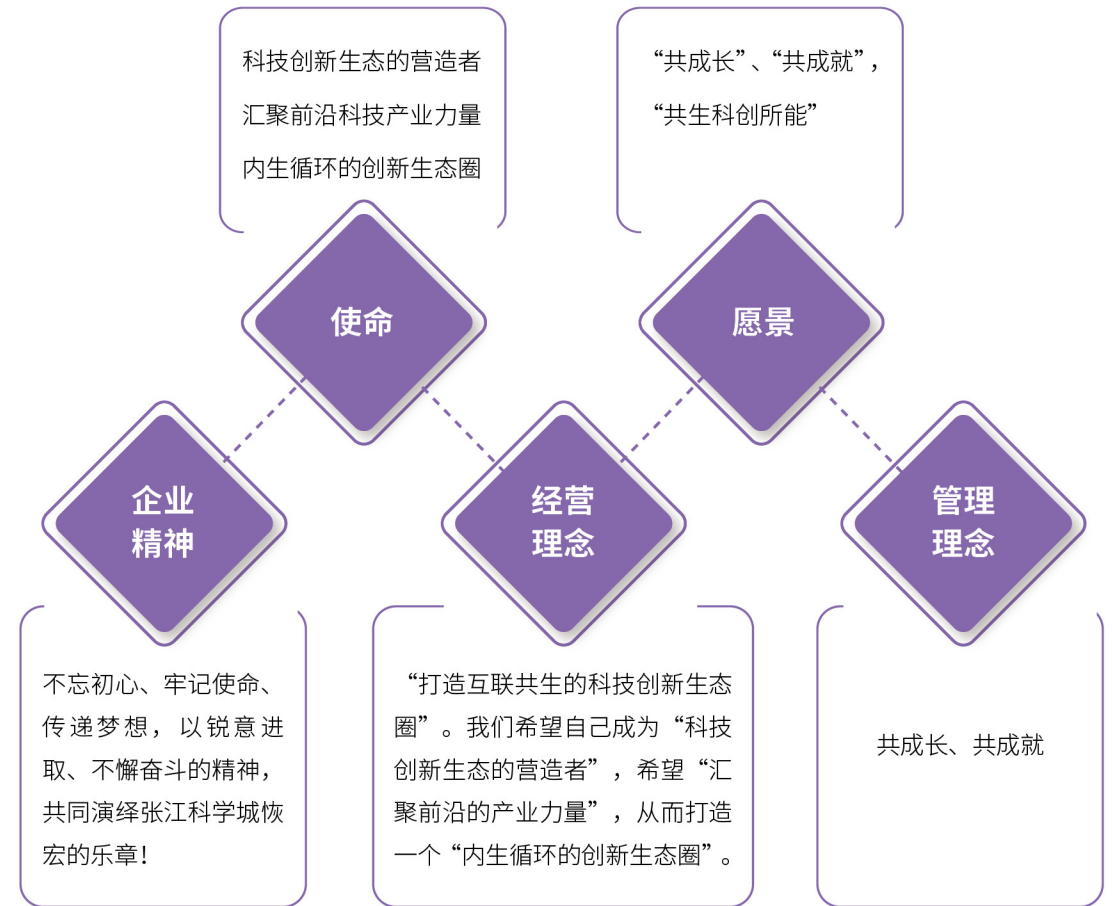 科技创新生态的营造者
汇聚前沿科技产业力量
内生循环的创新生态圈
“共成长”、“共成就”，
“共生科创所能”
使命
愿景
企业
精神
经营
理念
管理
理念
不忘初心、牢记使命、
传递梦想，以锐意进
取、不懈奋斗的精神，
共同演绎张江科学城恢
宏的乐章！
“打造互联共生的科技创新生态
圈”。我们希望自己成为“科技
创新生态的营造者”，希望“汇
聚前沿的产业力量”，从而打造
一个“内生循环的创新生态圈”。
共成长、共成就